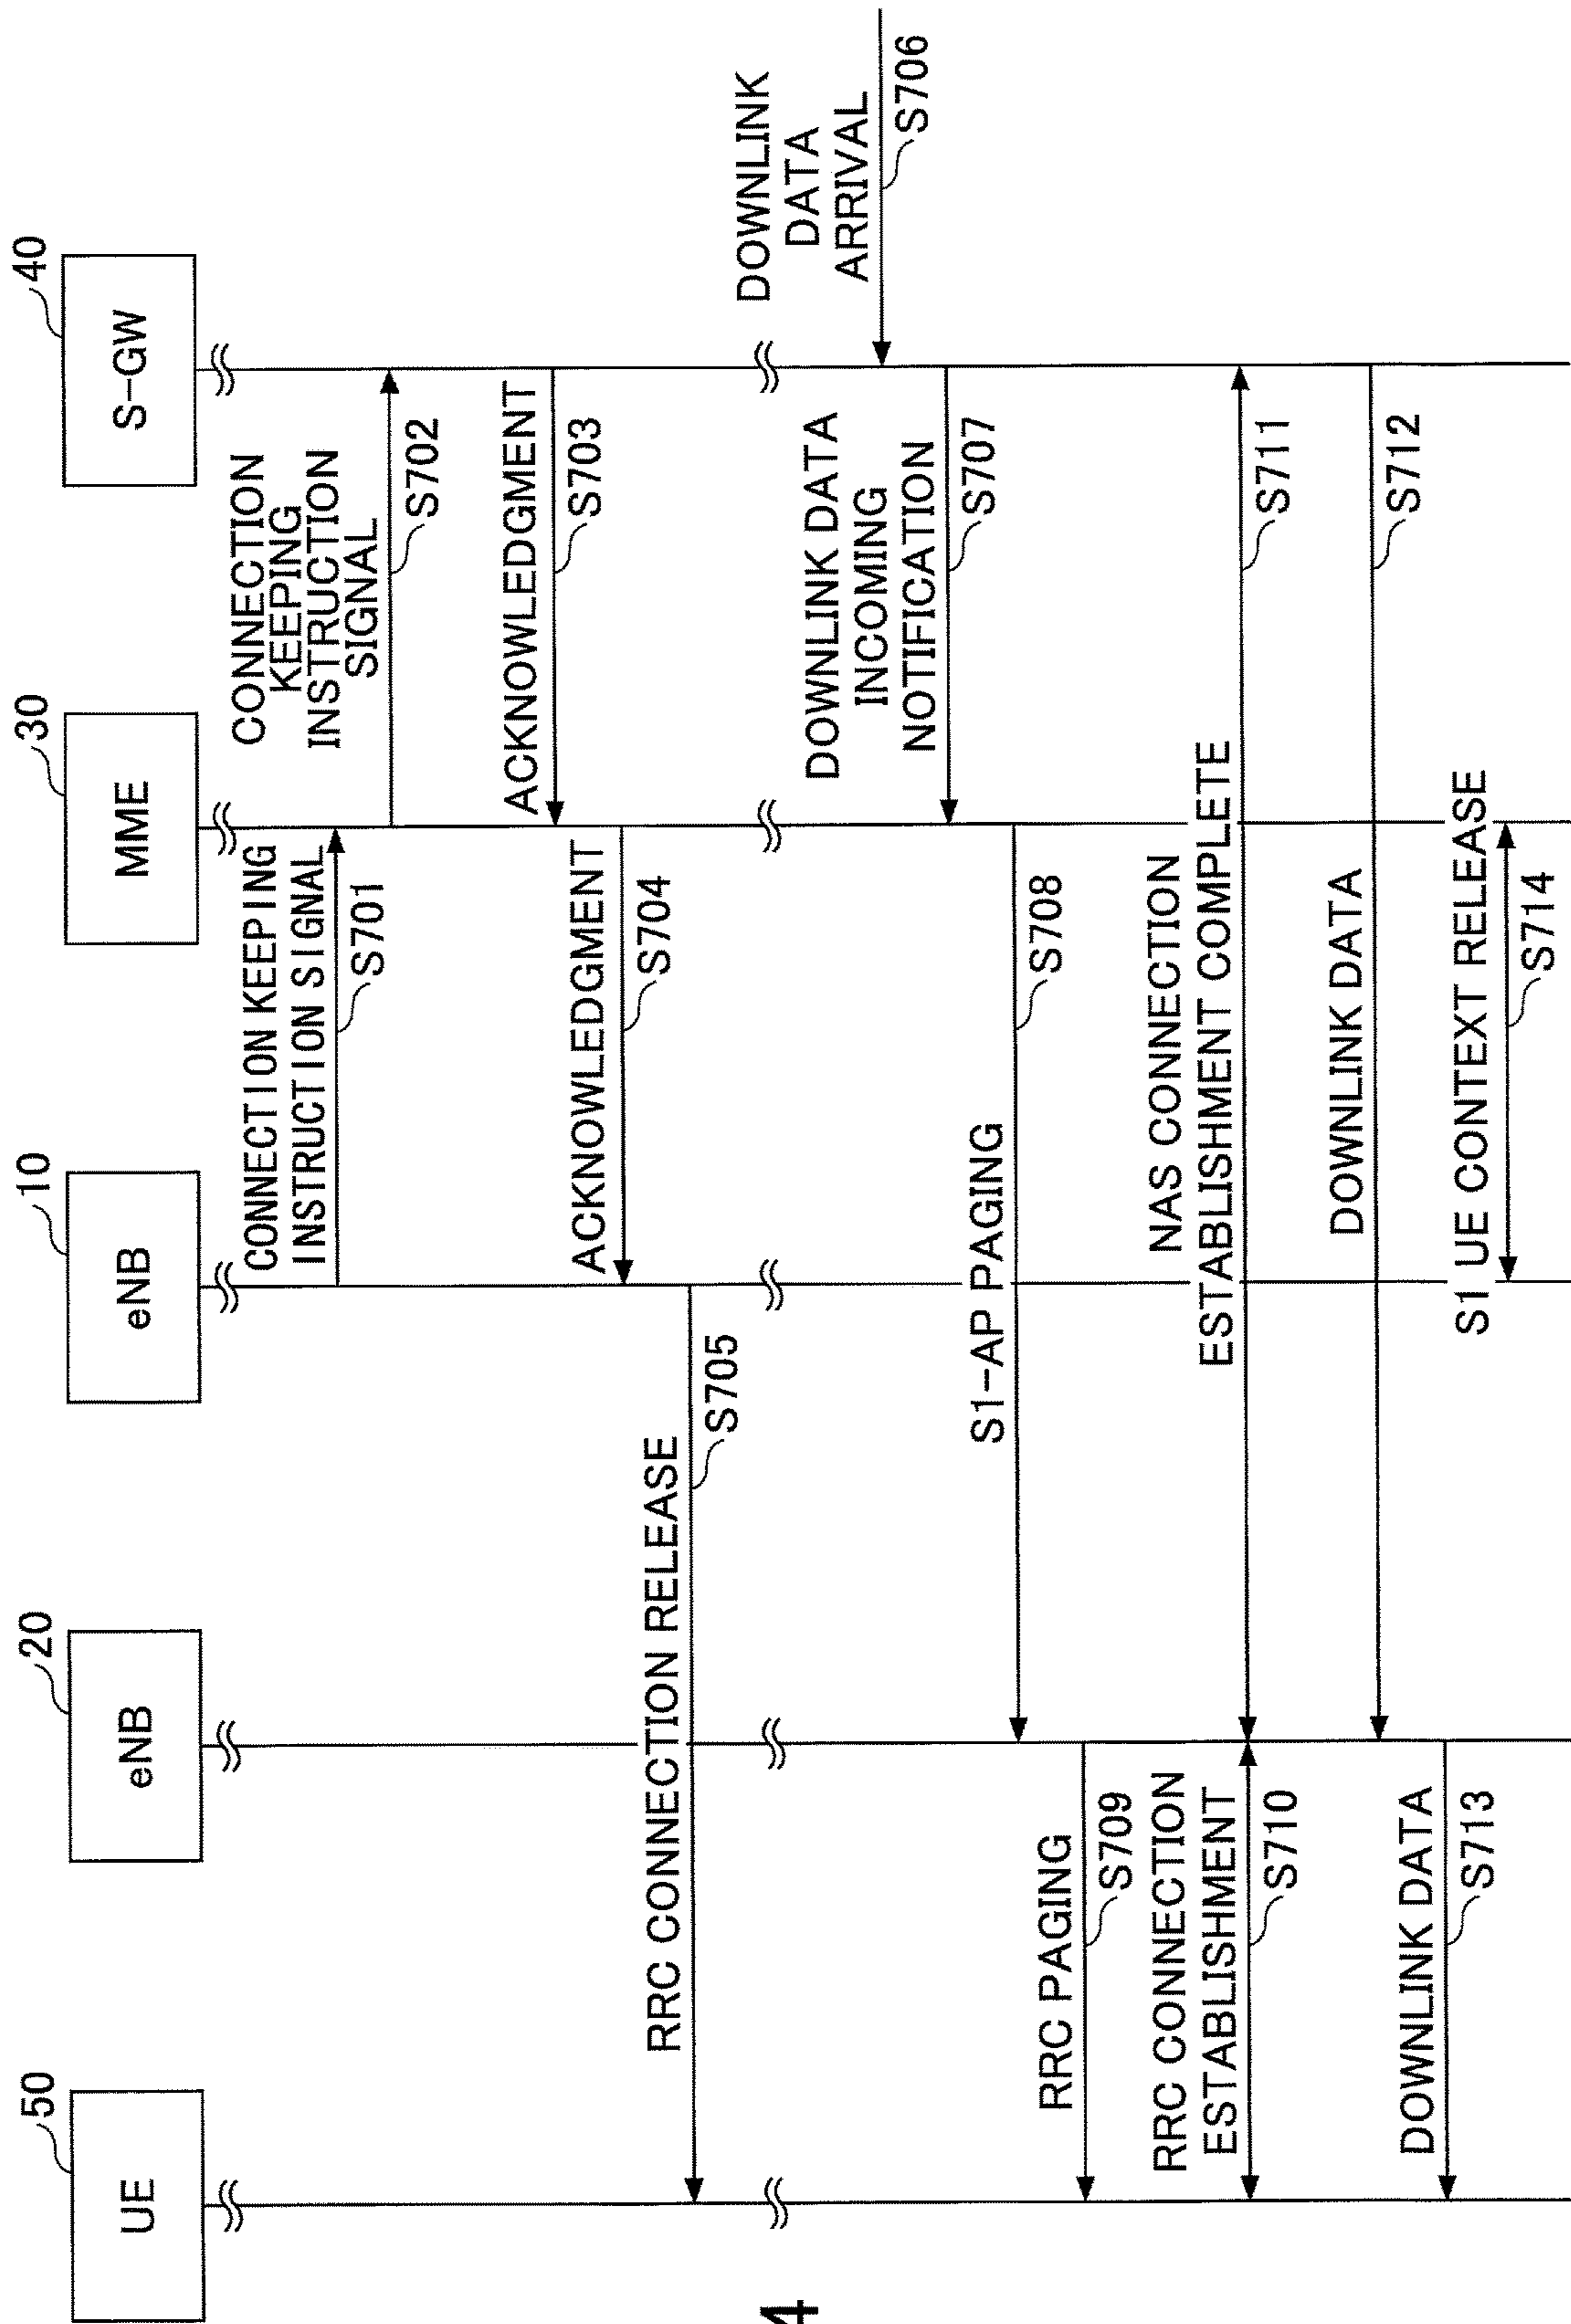 50
UE
20
eNB
10
eNB
30
MME
40
S-GW
CONNECTION KEEPING
INSTRUCTION SIGNAL
S701
CONNECTION
KEEPING
INSTRUCTION
SIGNAL
S702
ACKNOWLEDGMENT
S703
ACKNOWLEDGMENT
S704
RRC CONNECTION RELEASE
S705
DOWNLINK
DATA
ARRIVAL
S706
DOWNLINK DATA
INCOMING
NOTIFICATION
S707
S1-AP PAGING
S708
RRC PAGING
S709
RRC CONNECTION
ESTABLISHMENT
S710
NAS CONNECTION
ESTABLISHMENT COMPLETE
S711
DOWNLINK DATA
S712
DOWNLINK DATA
S713
S1 UE CONTEXT RELEASE
S714
4